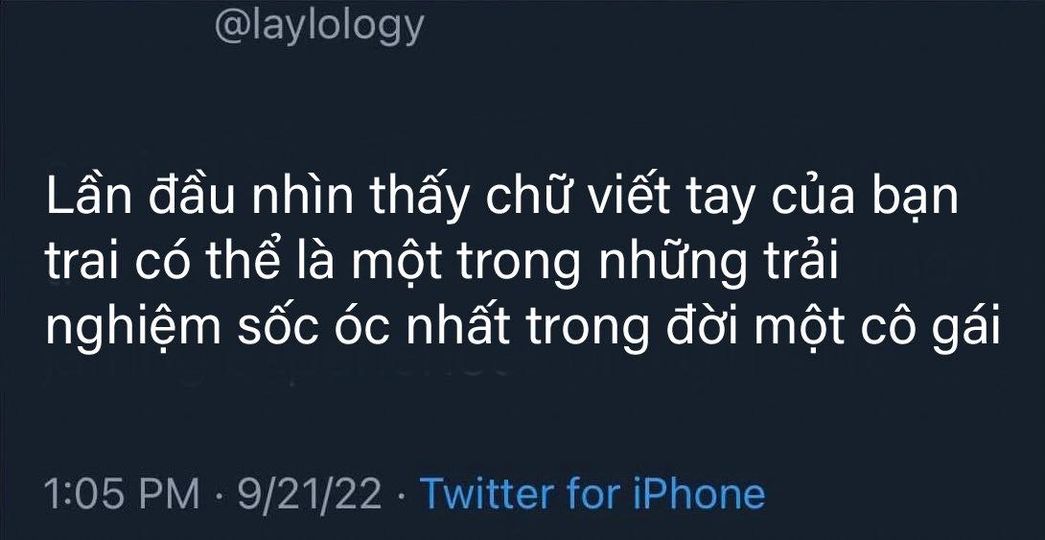 @laylology
Lần đầu nhìn thấy chữ viết tay của bạn
trai có thể là một trong những trải
nghiệm sốc óc nhất trong đời một cô gái
1:05 PM · 9/21/22 · Twitter for iPhone